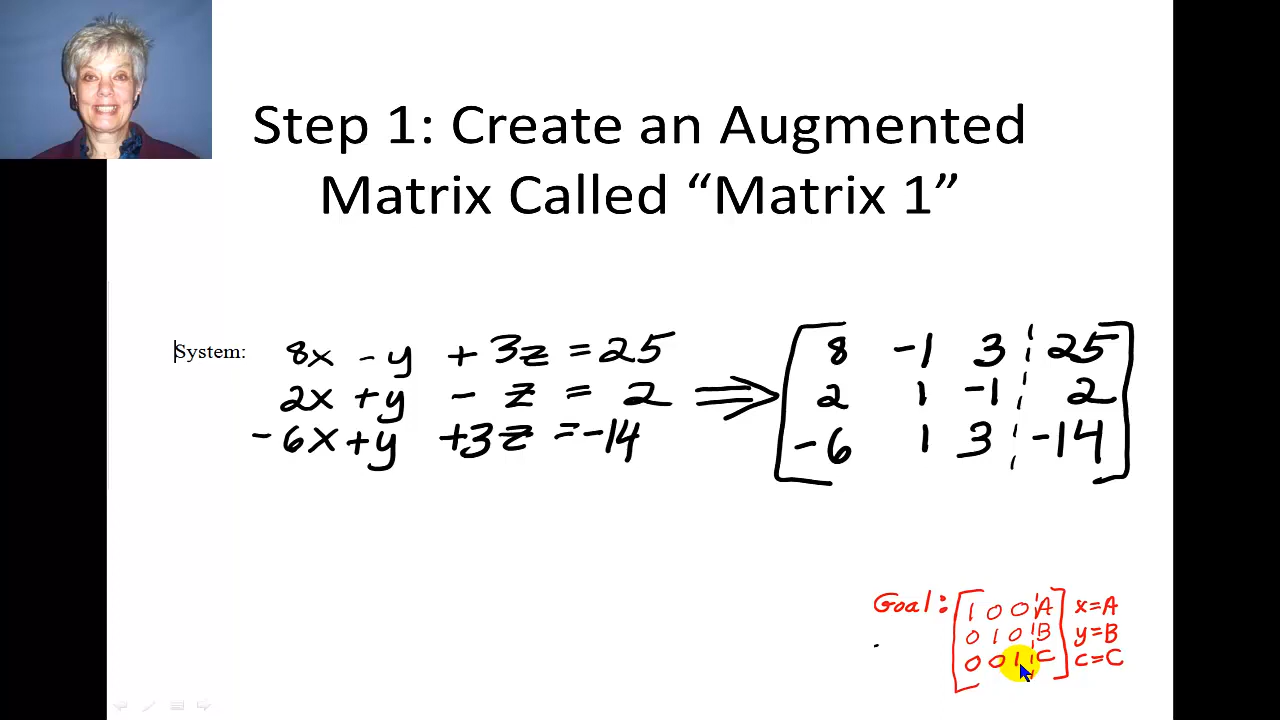 Step 1: Create an Augmented
Matrix Called “Matrix 1”
System:
8x - y + 3z = 25
2x + y - z = 2
-6x + y + 3z = -14
⇒
8 -1 3 25
2 1 -1 2
-6 1 3 -14
Goal:
1 0 0 A x=A
0 1 0 B y=B
0 0 1 C c=C